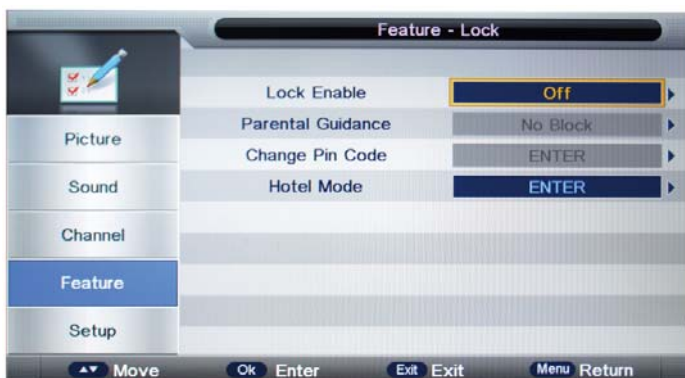 Feature - Lock
Lock Enable Off
Parental Guidance No Block
Change Pin Code ENTER
Hotel Mode ENTER
Picture
Sound
Channel
Feature
Setup
Move Ok Enter Exit Exit Menu Return